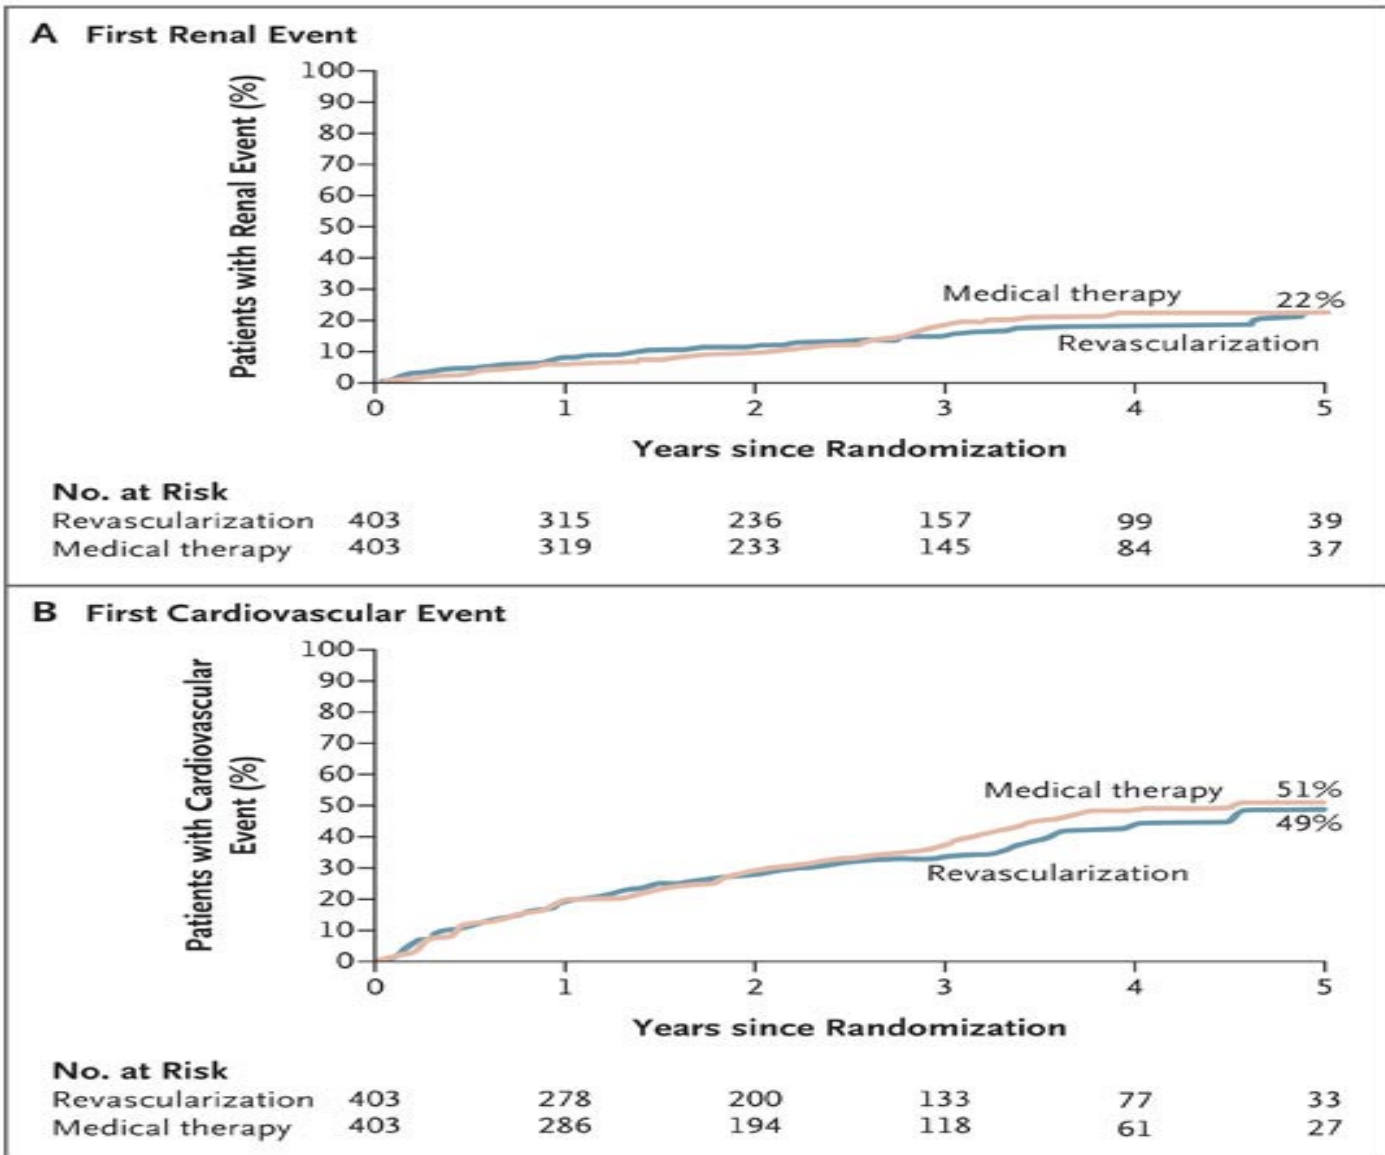 A First Renal Event
Patients with Renal Event (%)
100
90
80
70
60
50
40
30
20
10
0
Medical therapy
22%
Revascularization
0 1 2 3 4 5
Years since Randomization
No. at Risk
Revascularization 403 315 236 157 99 39
Medical therapy 403 319 233 145 84 37
B First Cardiovascular Event
Patients with Cardiovascular
Event (%)
100
90
80
70
60
50
40
30
20
10
0
Medical therapy
51%
49%
Revascularization
0 1 2 3 4 5
Years since Randomization
No. at Risk
Revascularization 403 278 200 133 77 33
Medical therapy 403 286 194 118 61 27